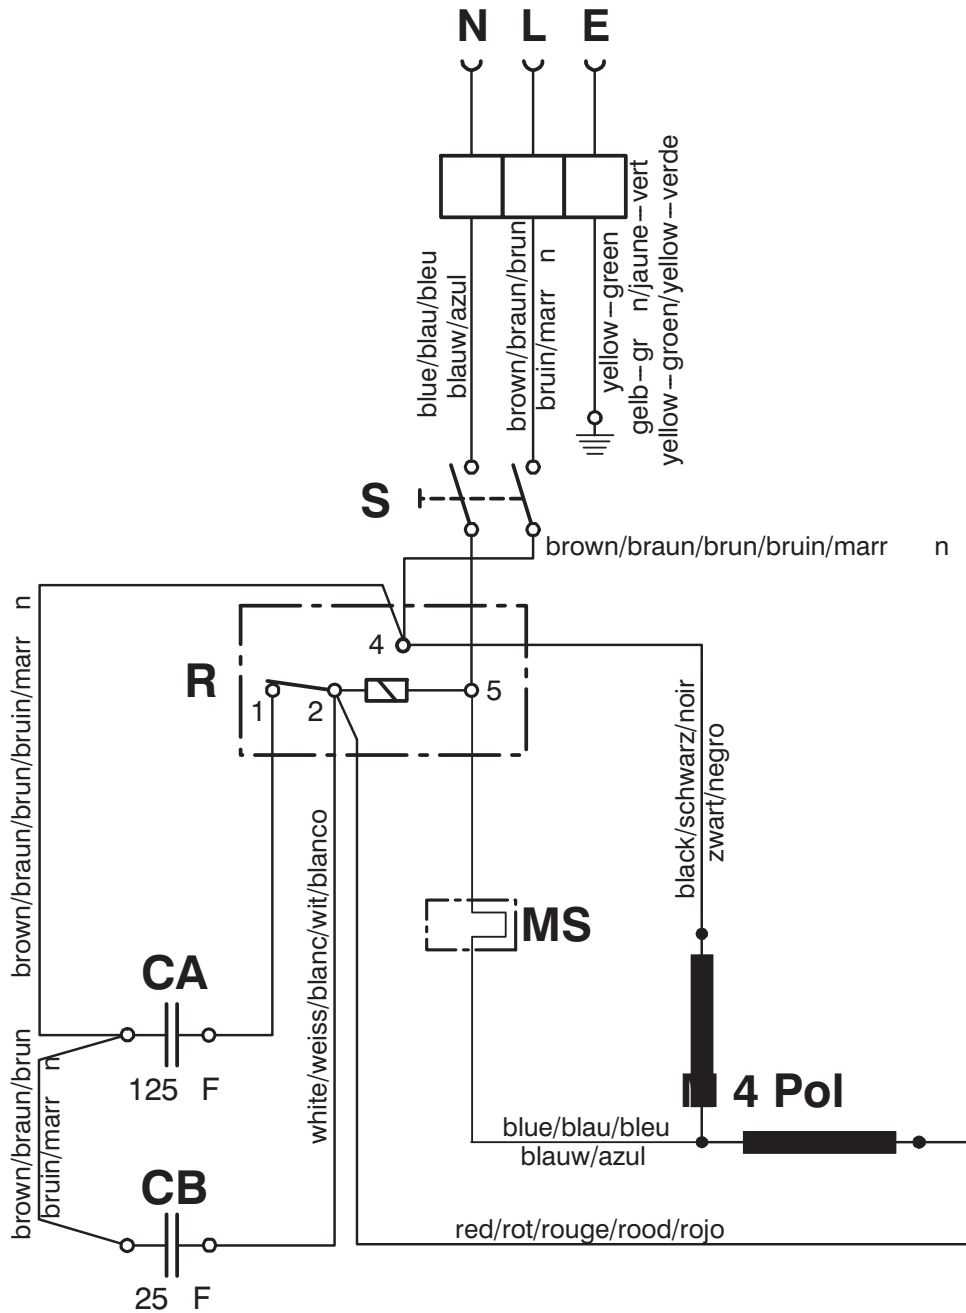 N L E
blue/blau/bleu
blauw/azul
brown/braun/brun
bruin/marr n
yellow–green
gelb–gr n/jaune–vert
yellow–groen/yellow–verde
S
brown/braun/brun/bruin/marr n
brown/braun/brun/bruin/marr n
R
4
1
2
5
black/schwarz/noir
zwart/negro
white/weiss/blanc/wit/blanco
MS
CA
125 F
brown/braun/brun
bruin/marr n
M 4 Pol
blue/blau/bleu
blauw/azul
CB
25 F
red/rot/rouge/rood/rojo